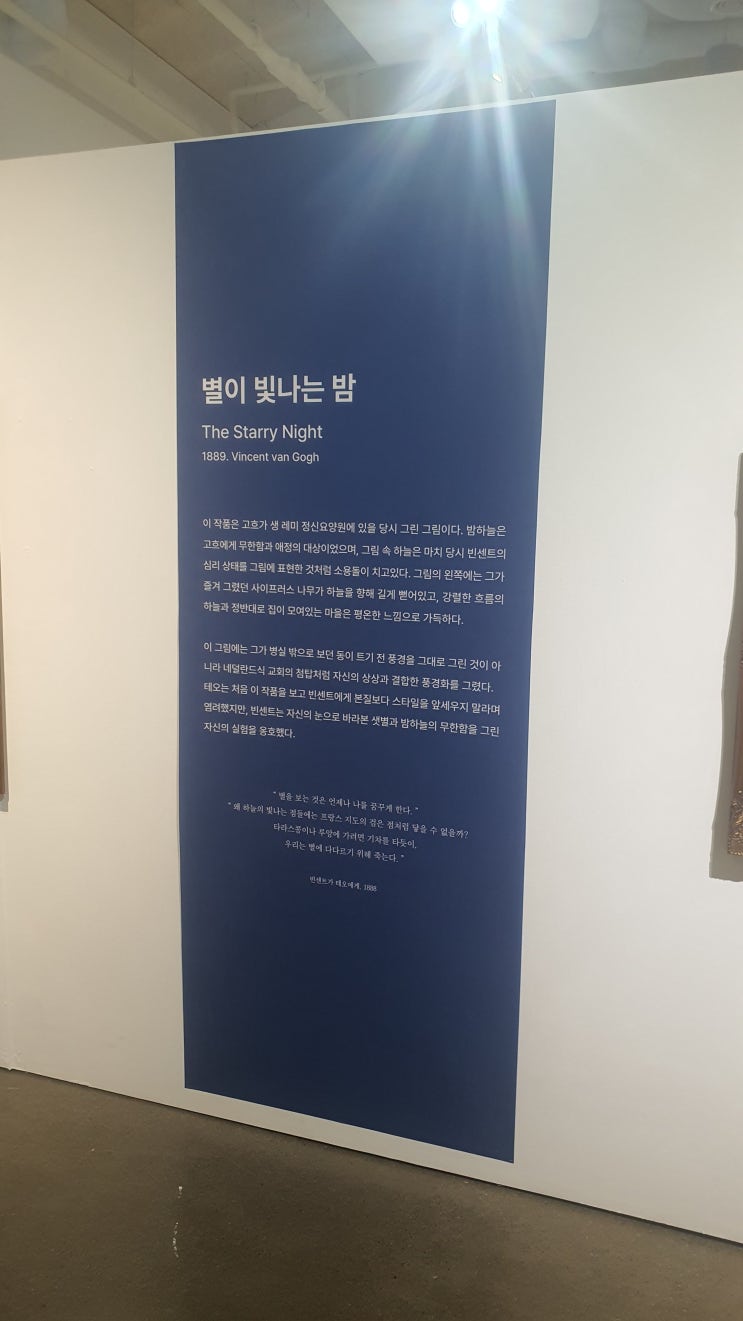 별이 빛나는 밤
The Starry Night
1889. Vincent van Gogh
이 작품은 고흐가 생 레미 정신요양원에 있을 당시 그린 그림이다. 밤하늘은
고흐에게 무한함과 애정의 대상이었으며, 그림 속 하늘은 마치 당시 빈센트의
심리 상태를 그림에 표현한 것처럼 소용돌이 치고있다. 그림의 왼쪽에는 그가
즐겨 그렸던 사이프러스 나무가 하늘을 향해 길게 뻗어있고, 강렬한 흐름의
하늘과 정반대로 집이 모여있는 마을은 평온한 느낌으로 가득하다.
이 그림에는 그가 병실 밖으로 보던 동이 트기 전 풍경을 그대로 그린 것이 아
니라 네덜란드식 교회의 첨탑처럼 자신의 상상과 결합한 풍경화를 그렸다.
테오는 처음 이 작품을 보고 빈센트에게 본질보다 스타일을 앞세우지 말라며
염려했지만, 빈센트는 자신의 눈으로 바라본 샛별과 밤하늘의 무한함을 그린
자신의 실험을 옹호했다.
" 별을 보는 것은 언제나 나를 꿈꾸게 한다. "
" 왜 하늘의 빛나는 점들에는 프랑스 지도의 검은 점처럼 닿을 수 없을까?
타라스콩이나 루앙에 가려면 기차를 타듯이,
우리는 별에 다다르기 위해 죽는다. "
빈센트가 테오에게, 1888